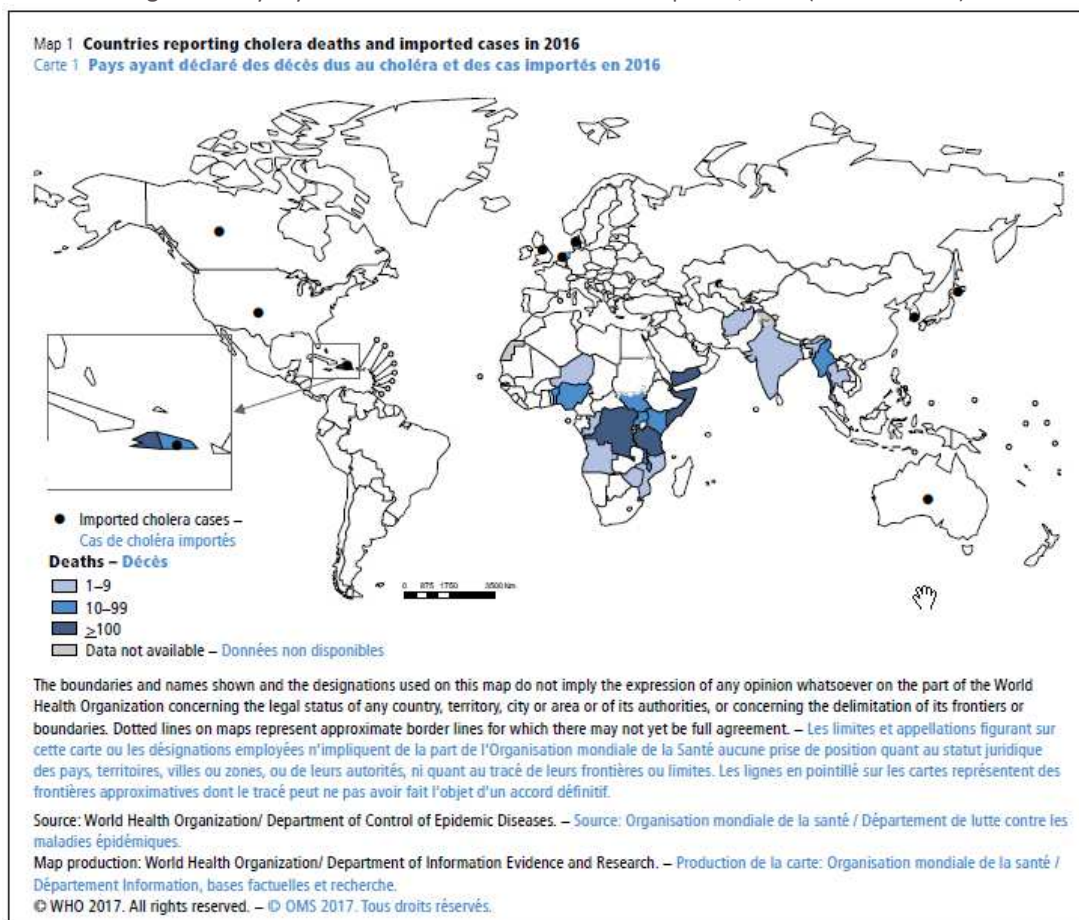 Map 1 Countries reporting cholera deaths and imported cases in 2016
Carte 1 Pays ayant déclaré des décès dus au choléra et des cas importés en 2016
● Imported cholera cases –
Cas de choléra importés
Deaths – Décès
1–9
10–99
≥100
Data not available – Données non disponibles
0 875 1750 3500 Km
The boundaries and names shown and the designations used on this map do not imply the expression of any opinion whatsoever on the part of the World
Health Organization concerning the legal status of any country, territory, city or area or of its authorities, or concerning the delimitation of its frontiers or
boundaries. Dotted lines on maps represent approximate border lines for which there may not yet be full agreement. – Les limites et appellations figurant sur
cette carte ou les désignations employées n'impliquent de la part de l'Organisation mondiale de la Santé aucune prise de position quant au statut juridique
des pays, territoires, villes ou zones, ou de leurs autorités, ni quant au tracé de leurs frontières ou limites. Les lignes en pointillé sur les cartes représentent des
frontières approximatives dont le tracé peut ne pas avoir fait l'objet d'un accord définitif.
Source: World Health Organization/ Department of Control of Epidemic Diseases. – Source: Organisation mondiale de la santé / Département de lutte contre les
maladies épidémiques.
Map production: World Health Organization/ Department of Information Evidence and Research. – Production de la carte: Organisation mondiale de la santé /
Département Information, bases factuelles et recherche.
© WHO 2017. All rights reserved. – © OMS 2017. Tous droits réservés.